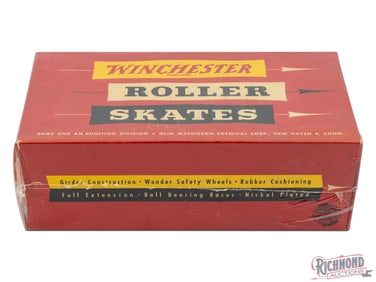 WINCHESTER
ROLLER
SKATES
ARMS AND AMMUNITION DIVISION • OLIN MATHIESON CHEMICAL CORP., NEW HAVEN 4, CONN.
Girder Construction • Wonder Safety Wheels • Rubber Cushioning
Full Extension • Ball Bearing Races • Nickel Plated
RICHMOND
AUCTIONS